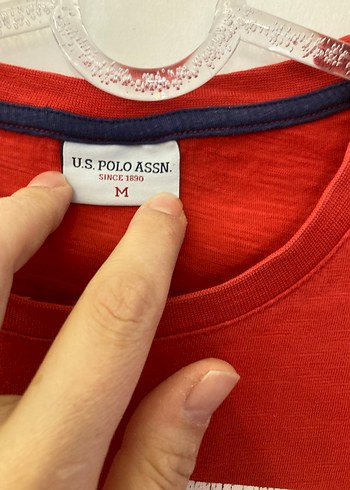 U.S. POLO ASSN.
SINCE 1890
M